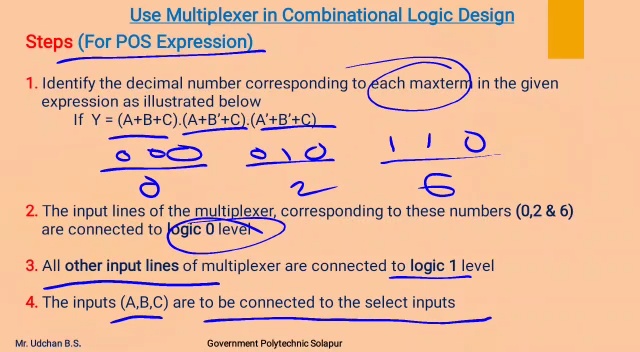 Use Multiplexer in Combinational Logic Design
Steps (For POS Expression)
1. Identify the decimal number corresponding to each maxterm in the given
expression as illustrated below
If Y = (A+B+C).(A+B'+C).(A'+B'+C)
0 0 0 0 1 0 1 1 0
0 2 6
2. The input lines of the multiplexer, corresponding to these numbers (0,2 & 6)
are connected to logic 0 level
3. All other input lines of multiplexer are connected to logic 1 level
4. The inputs (A,B,C) are to be connected to the select inputs
Mr. Udchan B.S. Government Polytechnic Solapur